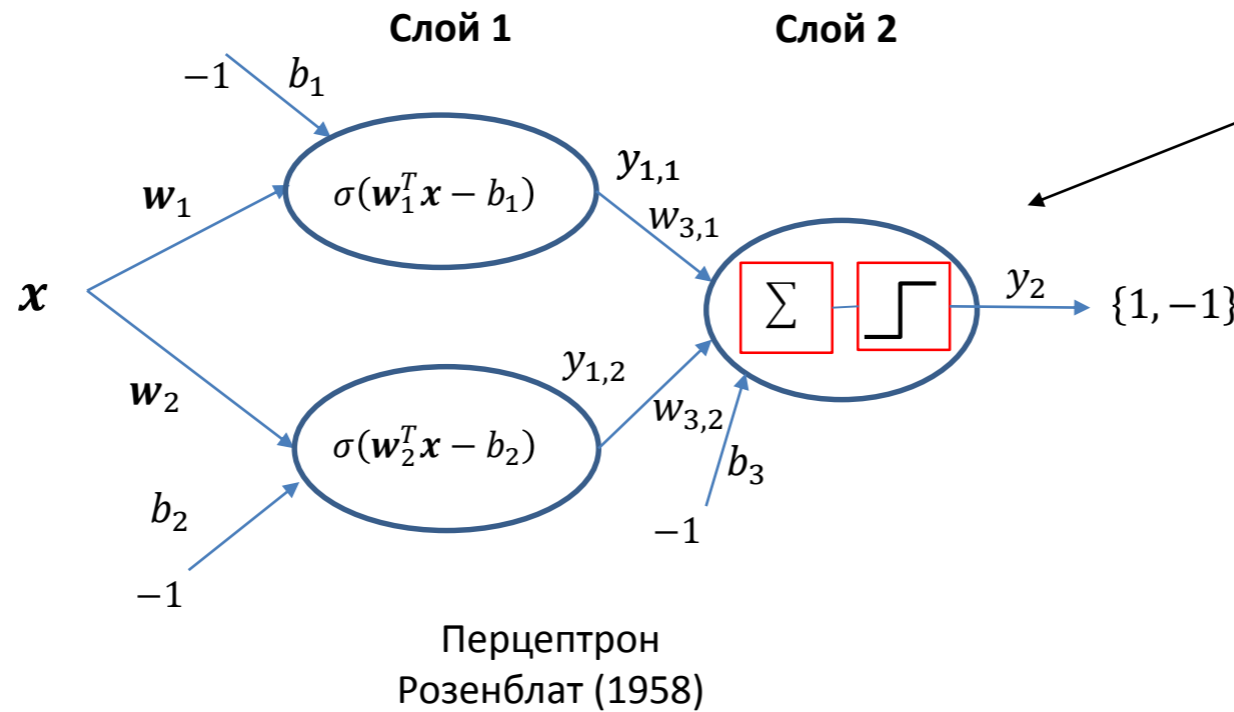 Слой 1
Слой 2
−1
b₁
𝒘₁
σ(𝒘₁ᵀ𝒙 − b₁)
y₁,₁
w₃,₁
𝒙
Σ
y₂
{1, −1}
𝒘₂
σ(𝒘₂ᵀ𝒙 − b₂)
y₁,₂
w₃,₂
b₂
−1
b₃
−1
Перцептрон
Розенблат (1958)